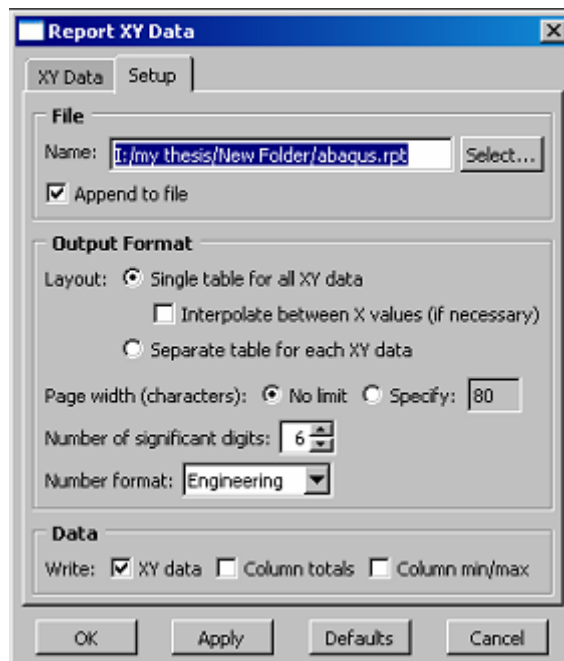 Report XY Data
XY Data Setup
File
Name: I:/my thesis/New Folder/abaqus.rpt Select...
Append to file
Output Format
Layout: Single table for all XY data
Interpolate between X values (if necessary)
Separate table for each XY data
Page width (characters): No limit Specify: 80
Number of significant digits: 6
Number format: Engineering
Data
Write: XY data Column totals Column min/max
OK Apply Defaults Cancel